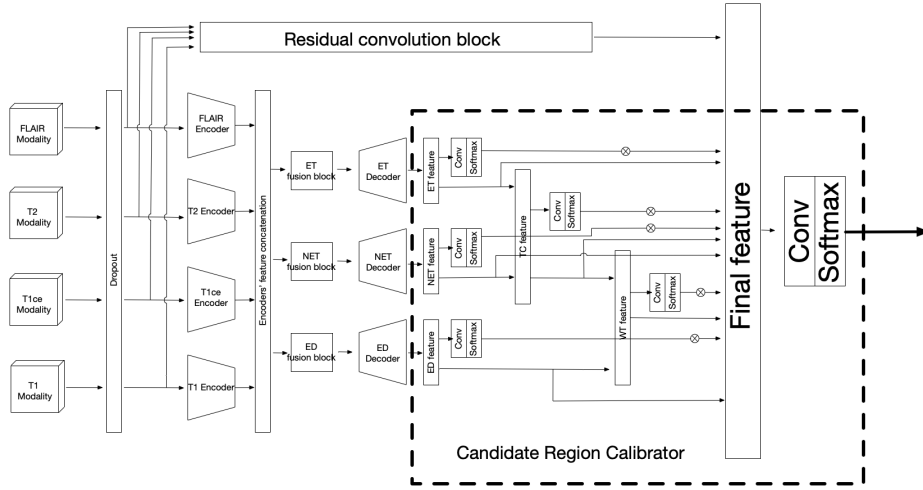 Residual convolution block
FLAIR
Modality
T2
Modality
T1ce
Modality
T1
Modality
Dropout
FLAIR
Encoder
T2 Encoder
T1ce
Encoder
T1 Encoder
Encoders' feature concatenation
ET
fusion block
NET
fusion block
ED
fusion block
ET
Decoder
NET
Decoder
ED
Decoder
ET feature
Conv
Softmax
NET feature
Conv
Softmax
ED feature
Conv
Softmax
TC feature
Conv
Softmax
WT feature
Conv
Softmax
Final feature
Conv
Softmax
Candidate Region Calibrator